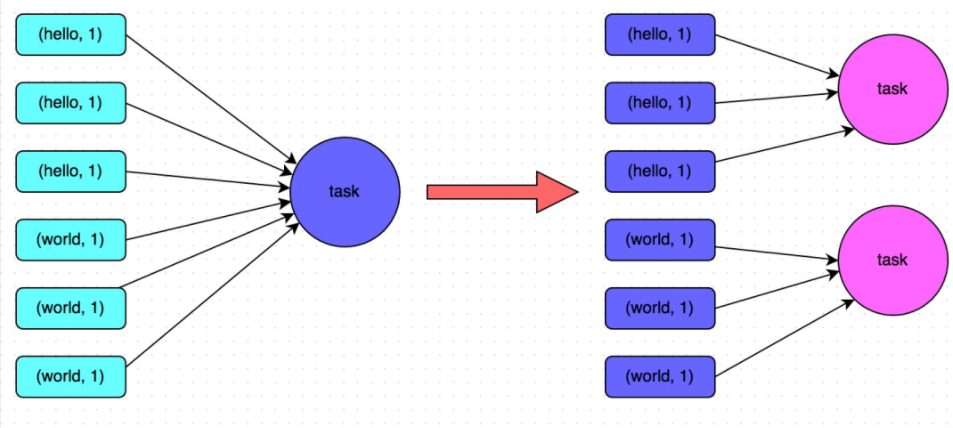 (hello, 1)
(hello, 1)
(hello, 1)
(world, 1)
(world, 1)
(world, 1)
task
(hello, 1)
(hello, 1)
(hello, 1)
(world, 1)
(world, 1)
(world, 1)
task
task